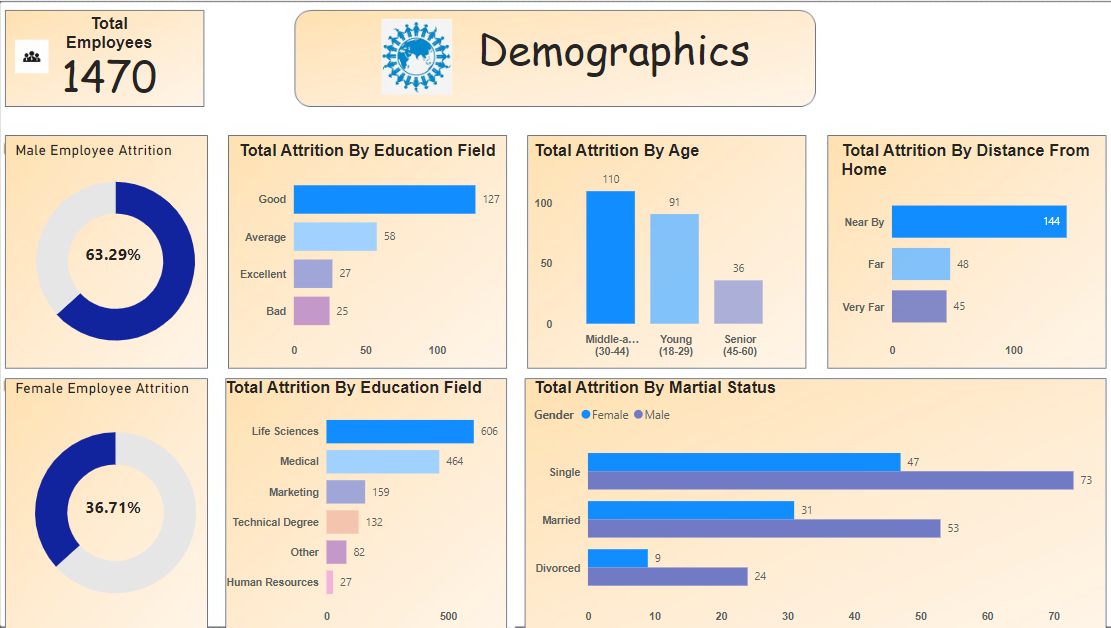 Total
Employees
1470
Demographics
Male Employee Attrition
63.29%
Total Attrition By Education Field
Good 127
Average 58
Excellent 27
Bad 25
0 50 100
Total Attrition By Age
100
50
0
110
91
36
Middle-a... Young Senior
(30-44) (18-29) (45-60)
Total Attrition By Distance From
Home
Near By 144
Far 48
Very Far 45
0 100
Female Employee Attrition
36.71%
Total Attrition By Education Field
Life Sciences 606
Medical 464
Marketing 159
Technical Degree 132
Other 82
Human Resources 27
0 500
Total Attrition By Martial Status
Gender Female Male
Single 47
73
Married 31
53
Divorced 9
24
0 10 20 30 40 50 60 70